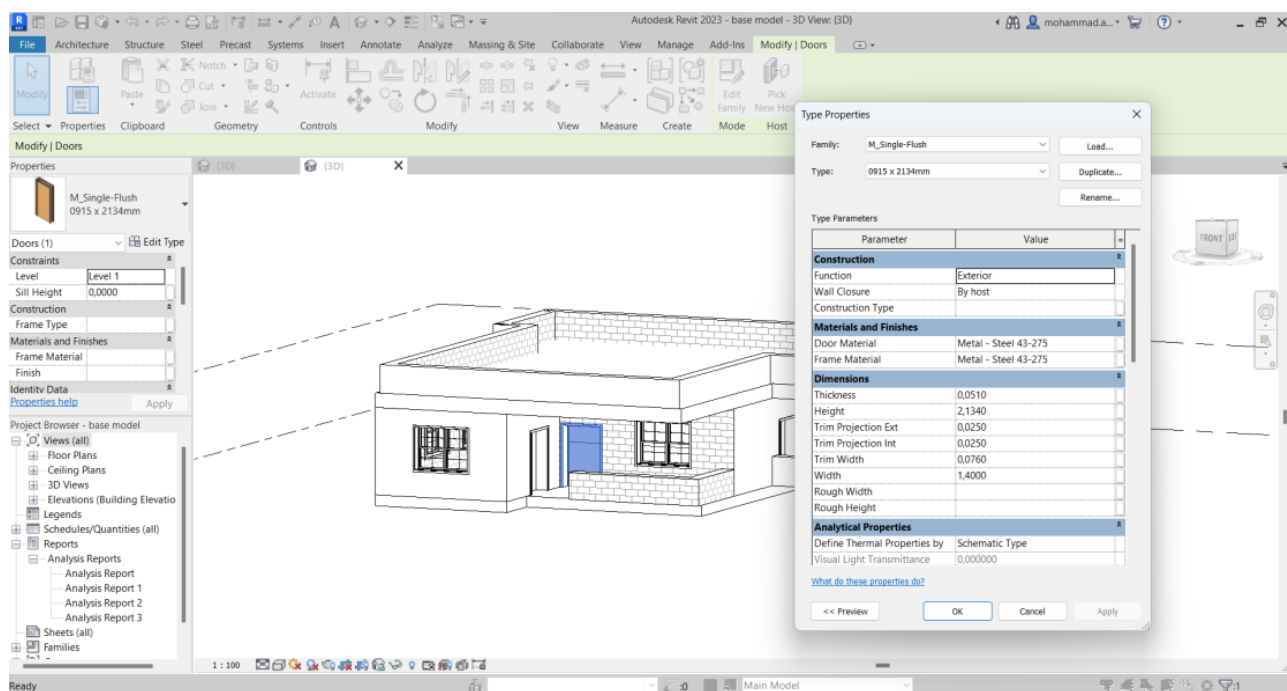 Autodesk Revit 2023 - base model - 3D View: {3D}
mohammad.a...
File Architecture Structure Steel Precast Systems Insert Annotate Analyze Massing & Site Collaborate View Manage Add-Ins Modify | Doors
Modify
Paste
Notch
Cut
Join
Activate
Edit Family
Pick New Hos
Select Properties Clipboard Geometry Controls Modify View Measure Create Mode Host
Modify | Doors
Properties
{3D}
{3D}
M_Single-Flush
0915 x 2134mm
Doors (1) Edit Type
Constraints
Level Level 1
Sill Height 0,0000
Construction
Frame Type
Materials and Finishes
Frame Material
Finish
Identity Data
Properties help Apply
Project Browser - base model
Views (all)
Floor Plans
Ceiling Plans
3D Views
Elevations (Building Elevatio
Legends
Schedules/Quantities (all)
Reports
Analysis Reports
Analysis Report
Analysis Report 1
Analysis Report 2
Analysis Report 3
Sheets (all)
Families
FRONT
Type Properties
Family: M_Single-Flush Load...
Type: 0915 x 2134mm Duplicate...
Rename...
Type Parameters
Parameter Value =
Construction
Function Exterior
Wall Closure By host
Construction Type
Materials and Finishes
Door Material Metal - Steel 43-275
Frame Material Metal - Steel 43-275
Dimensions
Thickness 0,0510
Height 2,1340
Trim Projection Ext 0,0250
Trim Projection Int 0,0250
Trim Width 0,0760
Width 1,4000
Rough Width
Rough Height
Analytical Properties
Define Thermal Properties by Schematic Type
Visual Light Transmittance 0,000000
What do these properties do?
<< Preview OK Cancel Apply
1 : 100
Ready :0 Main Model :1